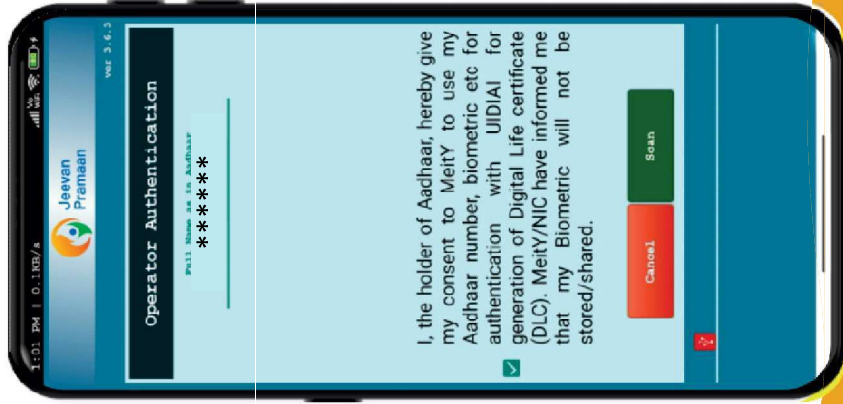 1:01 PM | 0.1KB/s
Vo
WiFi
Jeevan
Pramaan
ver 3.6.3
Operator Authentication
Full Name as in Aadhaar
*******
I, the holder of Aadhaar, hereby give
my consent to MeitY to use my
Aadhaar number, biometric etc for
authentication with UIDIAI for
generation of Digital Life certificate
(DLC). MeitY/NIC have informed me
that my Biometric will not be
stored/shared.
Cancel
Scan